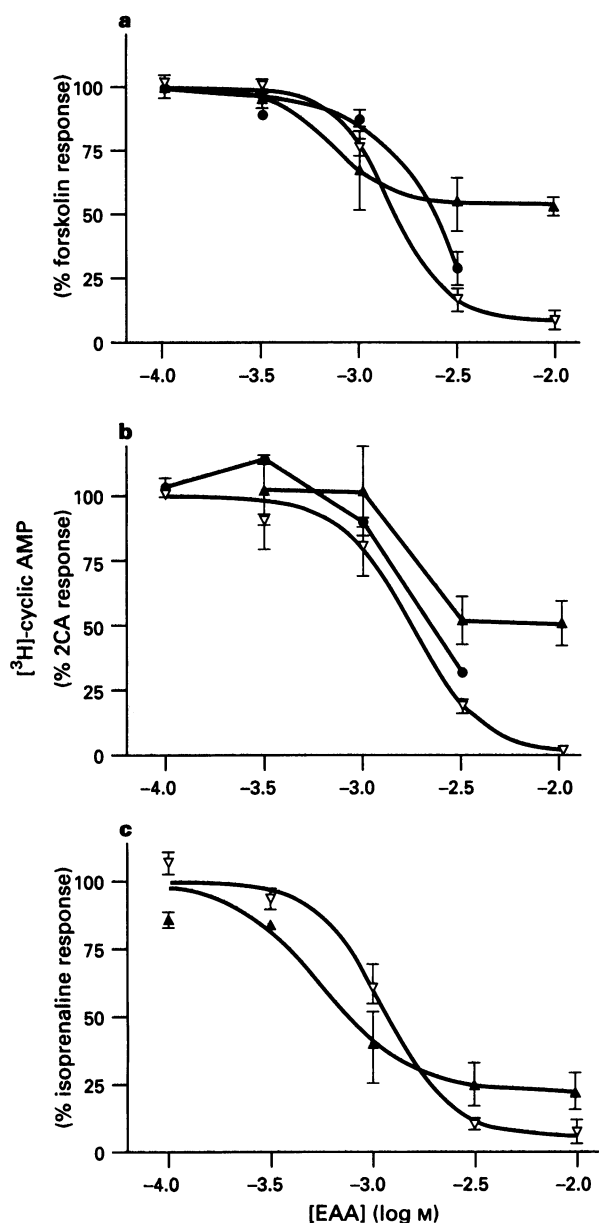 a
(% forskolin response)
100
75
50
25
0
−4.0 −3.5 −3.0 −2.5 −2.0
b
[³H]-cyclic AMP
(% 2CA response)
100
75
50
25
0
−4.0 −3.5 −3.0 −2.5 −2.0
c
(% isoprenaline response)
100
75
50
25
0
−4.0 −3.5 −3.0 −2.5 −2.0
[EAA] (log M)